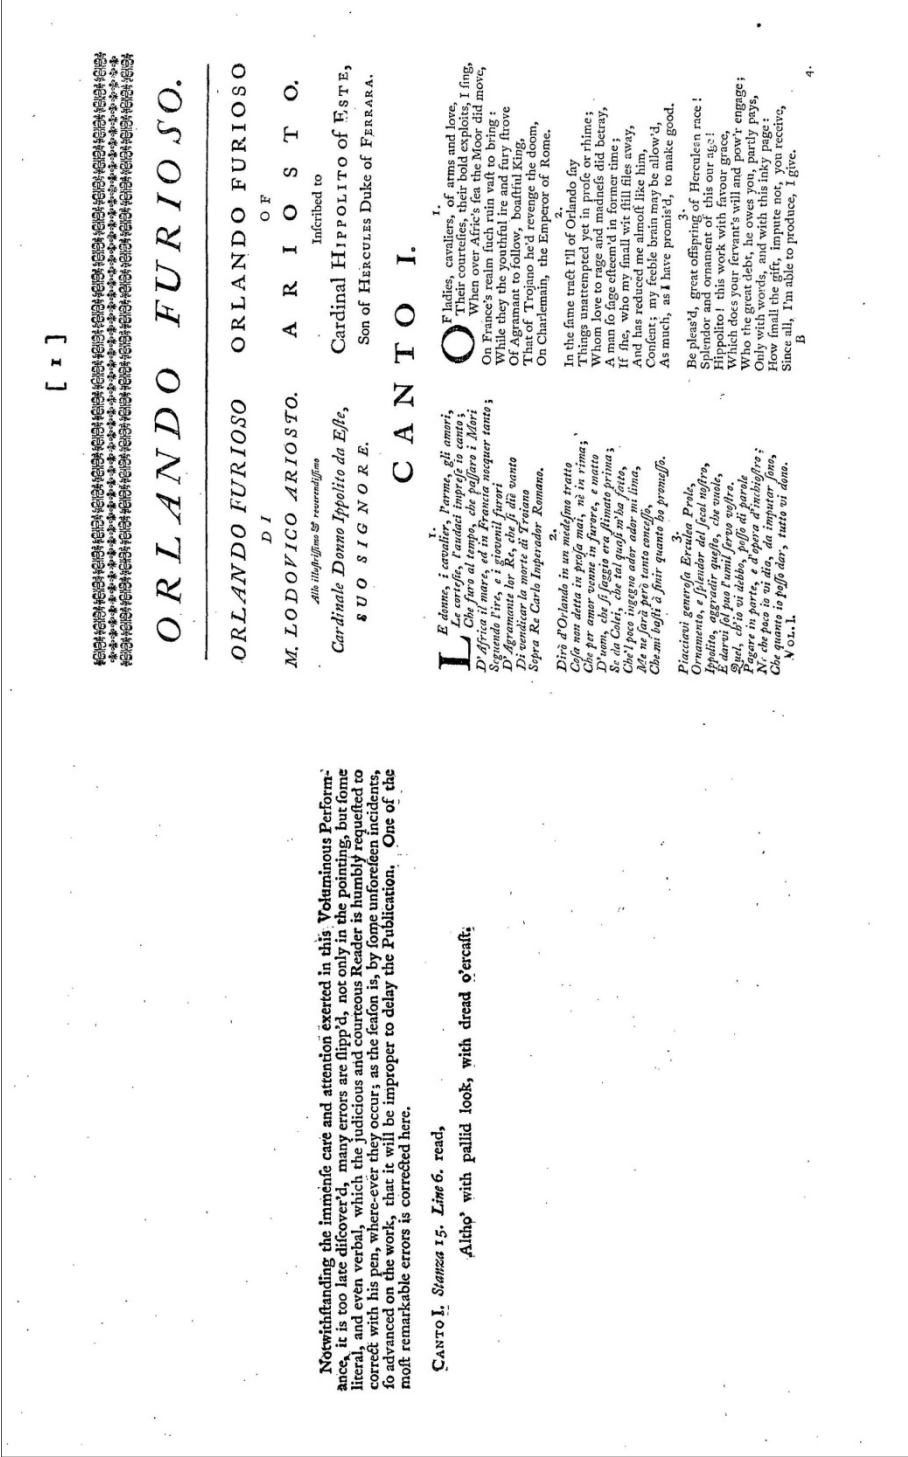 Notwithſtanding the immenſe care and attention exerted in this Voluminous Perform-
ance, it is too late diſcover'd, many errors are ſlipp'd, not only in the pointing, but ſome
literal, and even verbal, which the judicious and courteous Reader is humbly requeſted to
correct with his pen, where-ever they occur; as the ſeaſon is, by ſome unforeſeen incidents,
ſo advanced on the work, that it will be improper to delay the Publication. One of the
moſt remarkable errors is corrected here.
CANTO I. Stanza 15. Line 6. read,
Altho' with pallid look, with dread o'ercaſt.
[ 1 ]
ORLANDO FURIOSO.
ORLANDO FURIOSO
DI
M. LODOVICO ARIOSTO.
Allo illuſtriſſimo & reverendiſſimo
Cardinale Donno Ippolito da Eſte,
SUO SIGNORE.
ORLANDO FURIOSO
OF
ARIOSTO.
Inſcribed to
Cardinal HIPPOLITO of ESTE,
Son of HERCULES Duke of FERRARA.
CANTO I.
1.
LE donne, i cavalier, l'arme, gli amori,
Le corteſie, l'audaci impreſe io canto;
Che furo al tempo, che paſſaro i Mori
D'Africa il mare, ed in Francia nocquer tanto;
Seguendo l'ire, e i giovenil furori
D'Agramante lor Re, che ſi diè vanto
Di vendicar la morte di Troiano
Sopra Re Carlo Imperador Romano.
2.
Dirò d'Orlando in un medeſmo tratto
Coſa non detta in proſa mai, nè in rima;
Che per amor venne in furore, e matto
D'uom, che ſì ſaggio era ſtimato prima;
Se da Colei, che tal quaſi m'ha fatto,
Che'l poco ingegno ador ador mi lima,
Me ne ſarà però tanto conceſſo,
Che mi baſti à finir quanto ho promeſſo.
3.
Piacciavi generoſa Erculea Prole,
Ornamento, e ſplendor del ſecol noſtro,
Ippolito, aggradir queſto, che vuole,
E darvi ſol puo l'umil ſervo voſtro.
Quel, ch'io vi debbo, poſſo di parole
Pagare in parte, e d'opera d'inchioſtro;
Ne che poco io vi dia, da imputar ſono,
Che quanto io poſſo dar, tutto vi dono.
VOL. I.
1.
OF ladies, cavaliers, of arms and love,
Their courteſies, their bold exploits, I ſing,
When over Afric's ſea the Moor did move,
On France's realm ſuch ruin vaſt to bring:
While they the youthful ire and fury ſtrove
Of Agramant to follow, boaſtful King,
That of Trojano he'd revenge the doom,
On Charlemain, the Emperor of Rome.
2.
In the ſame tract I'll of Orlando ſay
Things unattempted yet in proſe or rhime;
Whom love to rage and madneſs did betray,
A man ſo ſage eſteem'd in former time;
If ſhe, who my ſmall wit ſtill files away,
And has reduced me almoſt like him,
Conſent; my feeble brain may be allow'd,
As much, as I have promis'd, to make good.
3.
Be pleas'd, great offspring of Herculean race!
Splendor and ornament of this our age!
Hippolito! this work with favour grace,
Which does your ſervant's will and pow'r engage;
Who the great debt, he owes you, partly pays,
Only with words, and with this inky page:
How ſmall the gift, impute not, you receive,
Since all, I'm able to produce, I give.
B
4.